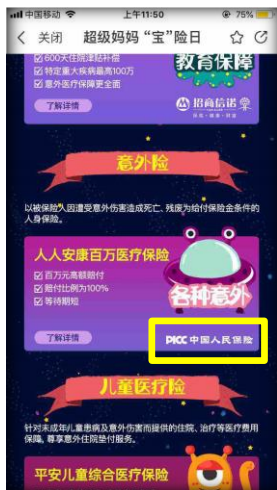 中国移动 上午11:50 75%
关闭 超级妈妈“宝”险日
600天住院津贴补偿
特定重大疾病最高100万
意外医疗保障更全面
教育保障
了解详情
招商信诺
意外险
以被保险人因遭受意外伤害造成死亡、残废为给付保险金条件的
人身保险。
人人安康百万医疗保险
百万元高额赔付
赔付比例为100%
等待期短
各种意外
了解详情
PICC 中国人民保险
儿童医疗险
针对未成年儿童患病及意外伤害而提供的住院、治疗等医疗费用
保障,尊享意外住院垫付服务。
平安儿童综合医疗保险